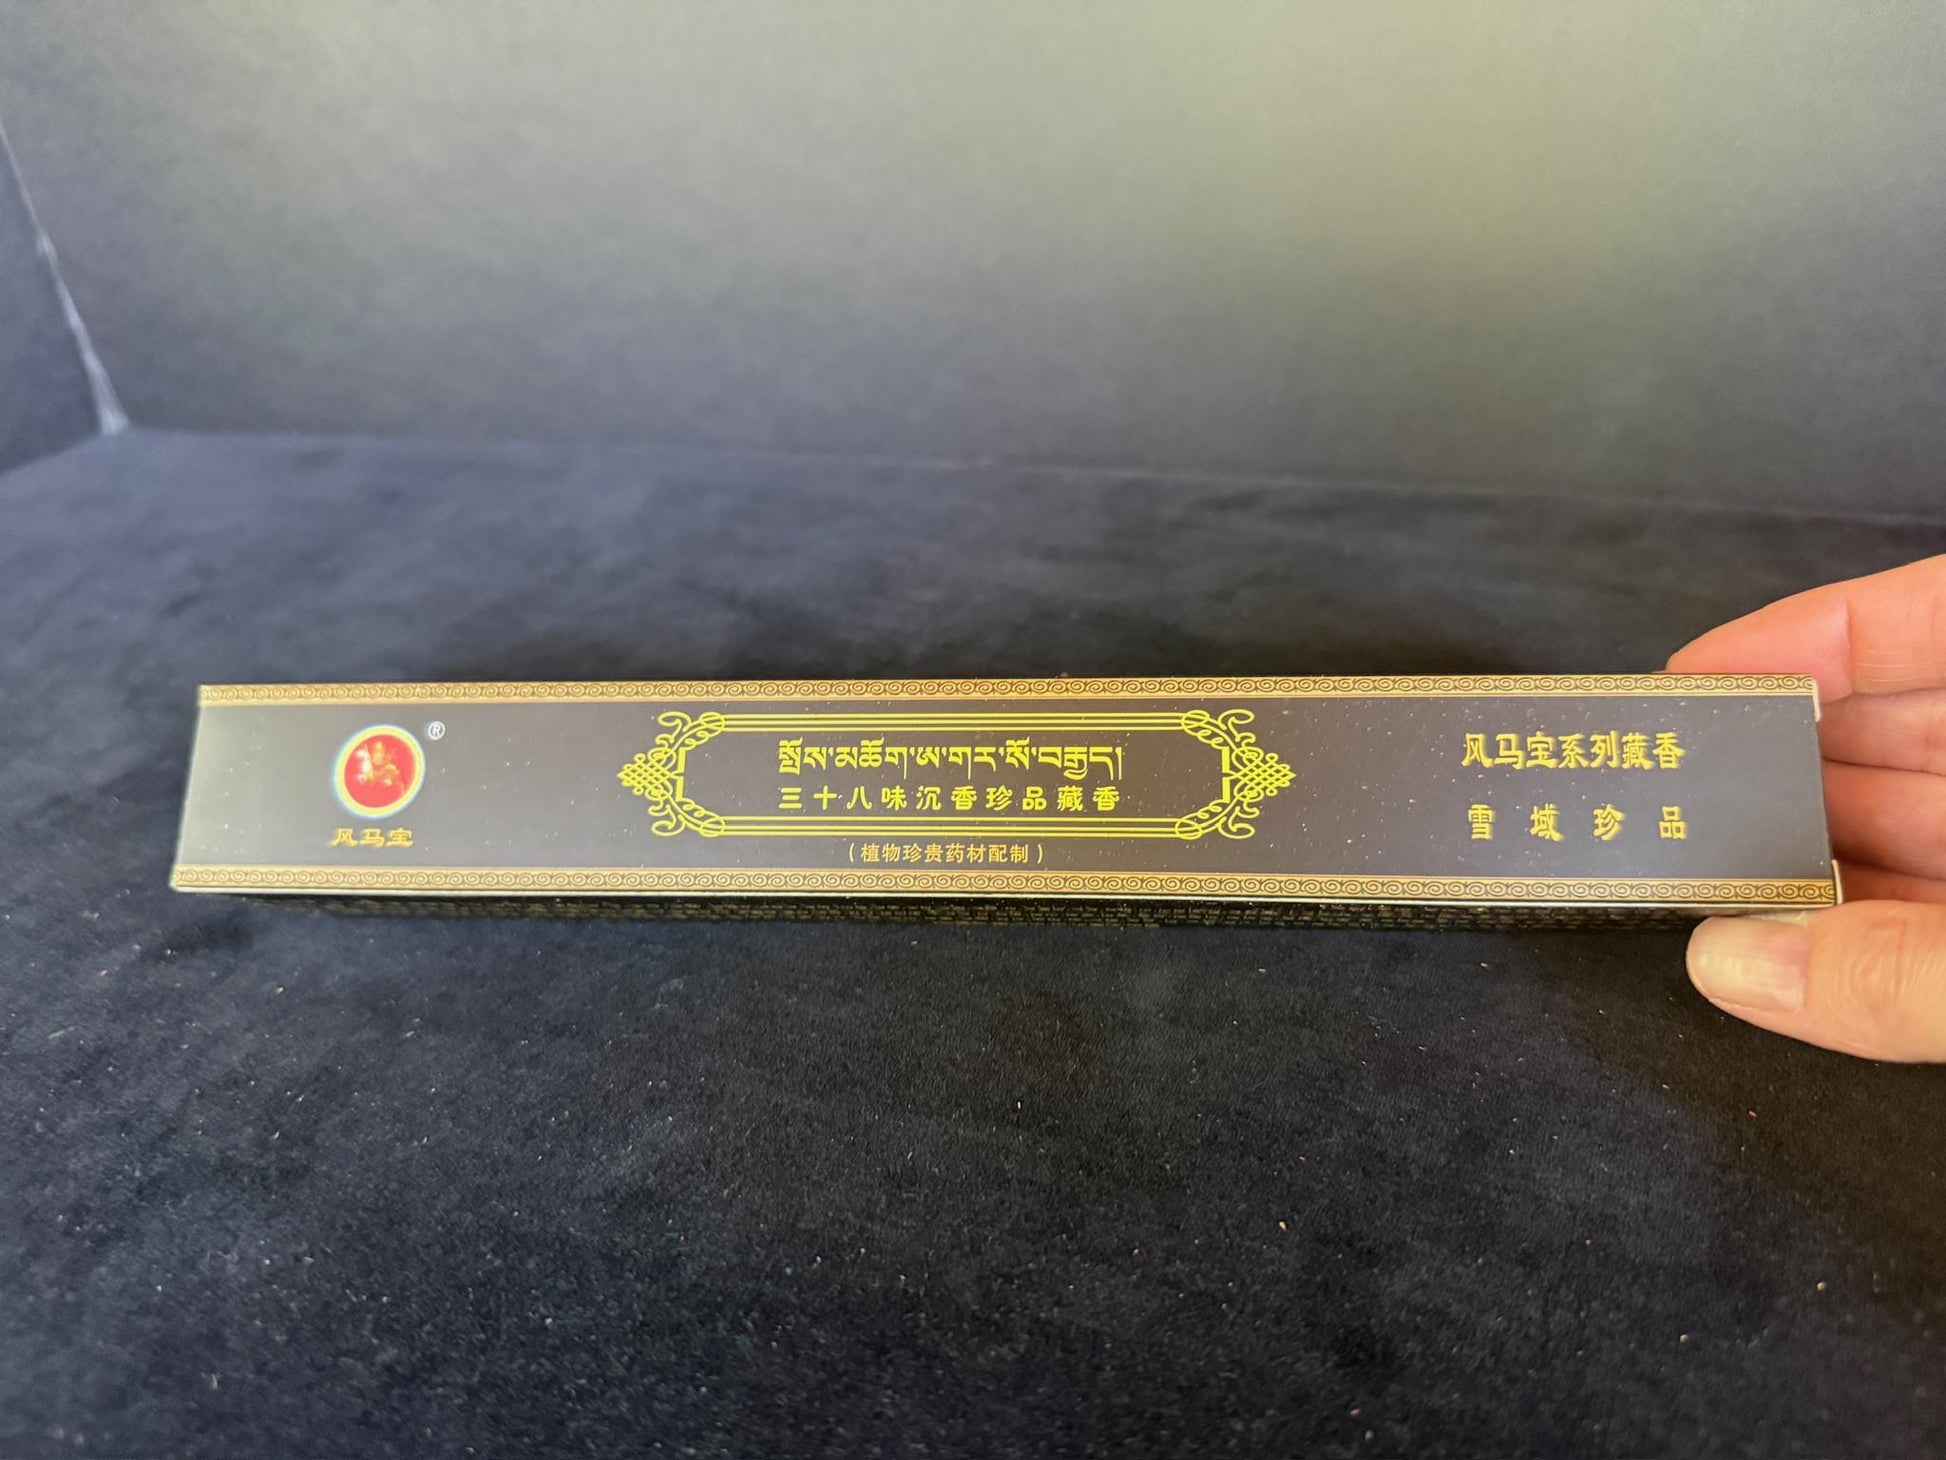 ®
风马宝
སྤོས་མཆོག་ཨ་གར་སོ་བརྒྱད།
三十八味沉香珍品藏香
(植物珍贵药材配制)
风马宝系列藏香
雪域珍品